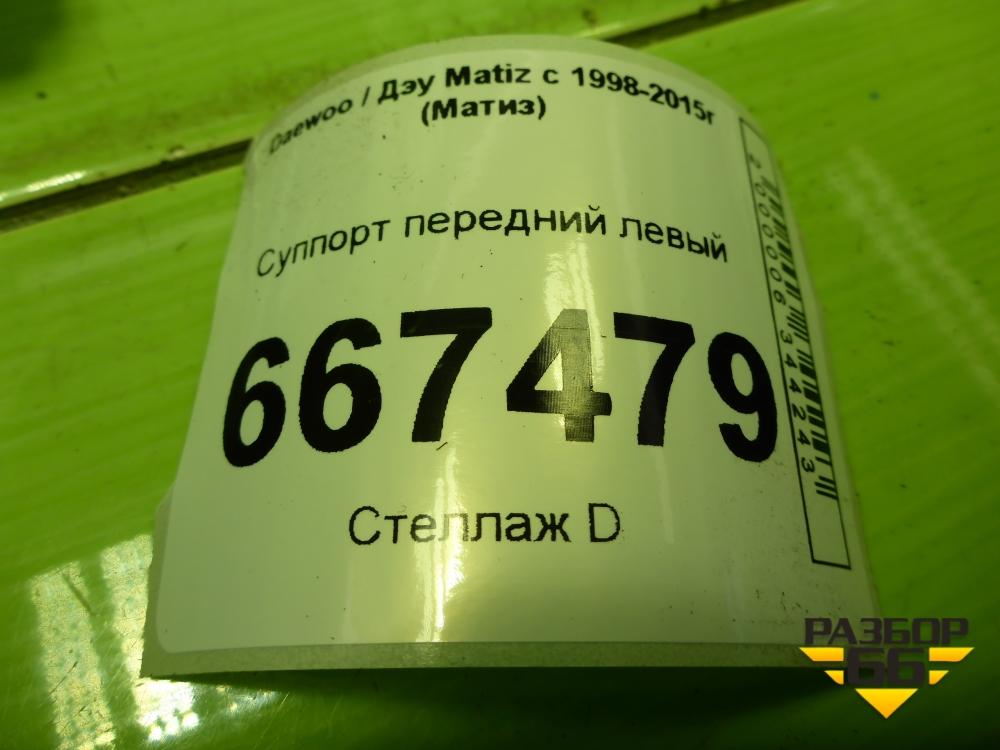 Daewoo / Дэу Matiz с 1998-2015г
(Матиз)
Суппорт передний левый
667479
Стеллаж D
2000006344243
РАЗБОР
66